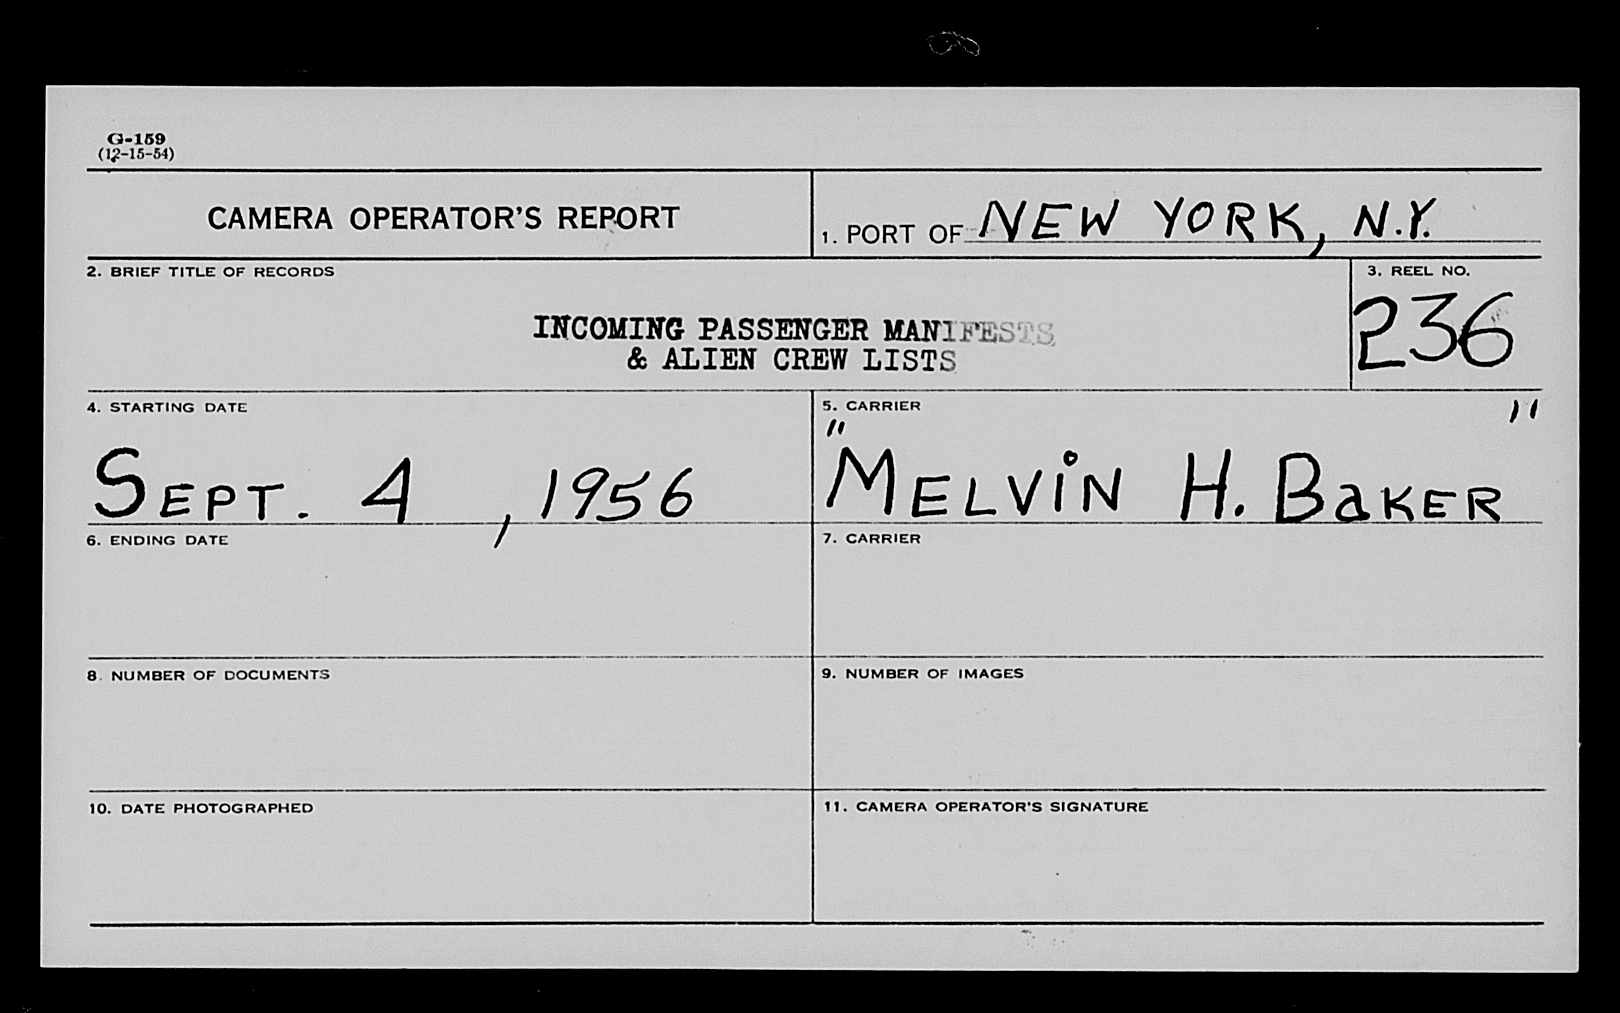 G-159
(12-15-54)
CAMERA OPERATOR'S REPORT
1. PORT OF NEW YORK, N.Y.
2. BRIEF TITLE OF RECORDS
INCOMING PASSENGER MANIFESTS
& ALIEN CREW LISTS
3. REEL NO.
236
4. STARTING DATE
SEPT. 4, 1956
5. CARRIER
"MELVIN H. BaKER"
6. ENDING DATE
7. CARRIER
8. NUMBER OF DOCUMENTS
9. NUMBER OF IMAGES
10. DATE PHOTOGRAPHED
11. CAMERA OPERATOR'S SIGNATURE